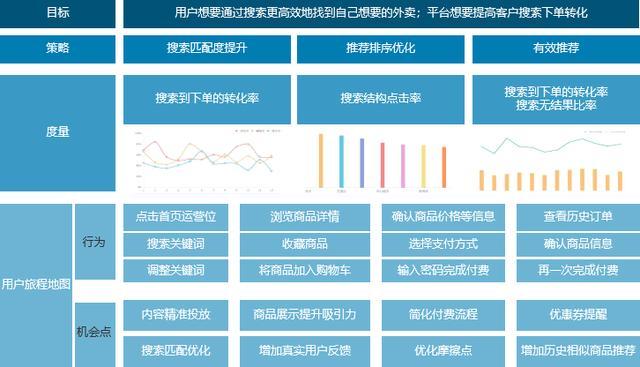 目标
用户想要通过搜索更高效地找到自己想要的外卖；平台想要提高客户搜索下单转化
策略
搜索匹配度提升
推荐排序优化
有效推荐
度量
搜索到下单的转化率
搜索结构点击率
搜索到下单的转化率
搜索无结果比率
用户旅程地图
行为
点击首页运营位
浏览商品详情
确认商品价格等信息
查看历史订单
搜索关键词
收藏商品
选择支付方式
确认商品信息
调整关键词
将商品加入购物车
输入密码完成付费
再一次完成付费
机会点
内容精准投放
商品展示提升吸引力
简化付费流程
优惠券提醒
搜索匹配优化
增加真实用户反馈
优化摩擦点
增加历史相似商品推荐